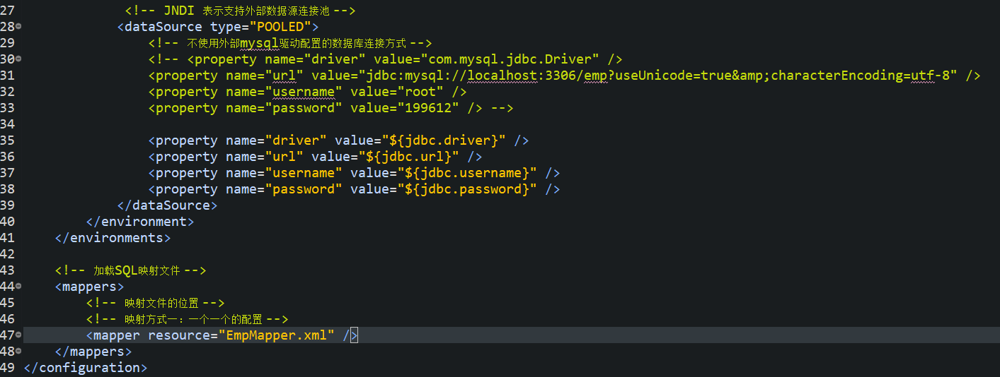 27 <!-- JNDI 表示支持外部数据源连接池 -->
28 <dataSource type="POOLED">
29 <!-- 不使用外部mysql驱动配置的数据库连接方式 -->
30 <!-- <property name="driver" value="com.mysql.jdbc.Driver" />
31 <property name="url" value="jdbc:mysql://localhost:3306/emp?useUnicode=true&amp;characterEncoding=utf-8" />
32 <property name="username" value="root" />
33 <property name="password" value="199612" /> -->
34
35 <property name="driver" value="${jdbc.driver}" />
36 <property name="url" value="${jdbc.url}" />
37 <property name="username" value="${jdbc.username}" />
38 <property name="password" value="${jdbc.password}" />
39 </dataSource>
40 </environment>
41 </environments>
42
43 <!-- 加载SQL映射文件 -->
44 <mappers>
45 <!-- 映射文件的位置 -->
46 <!-- 映射方式一：一个一个的配置 -->
47 <mapper resource="EmpMapper.xml" />
48 </mappers>
49 </configuration>